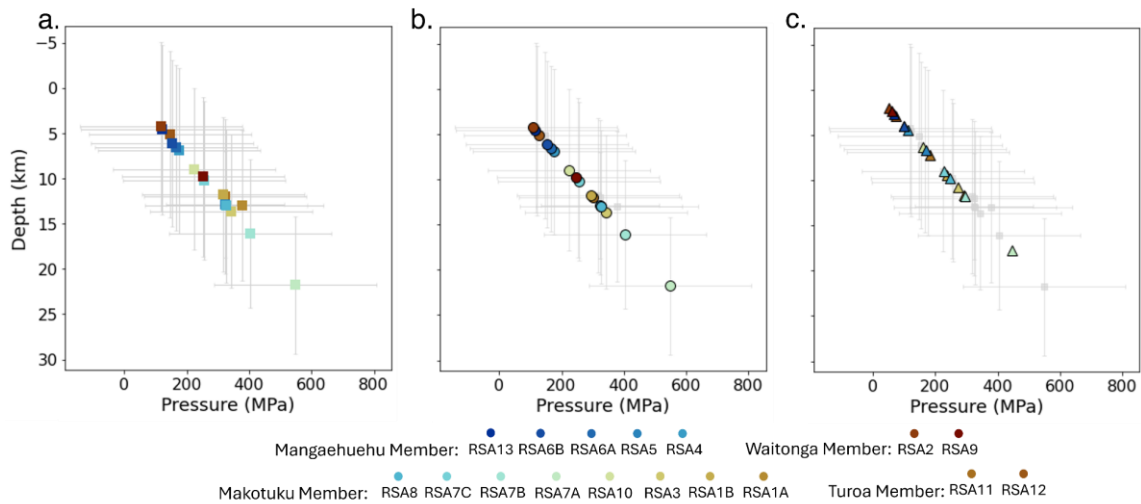 a.
b.
c.
−5
0
5
10
15
20
25
30
Depth (km)
0 200 400 600 800
0 200 400 600 800
0 200 400 600 800
Pressure (MPa)
Pressure (MPa)
Pressure (MPa)
Mangaehuehu Member: RSA13 RSA6B RSA6A RSA5 RSA4
Waitonga Member: RSA2 RSA9
Makotuku Member: RSA8 RSA7C RSA7B RSA7A RSA10 RSA3 RSA1B RSA1A
Turoa Member: RSA11 RSA12